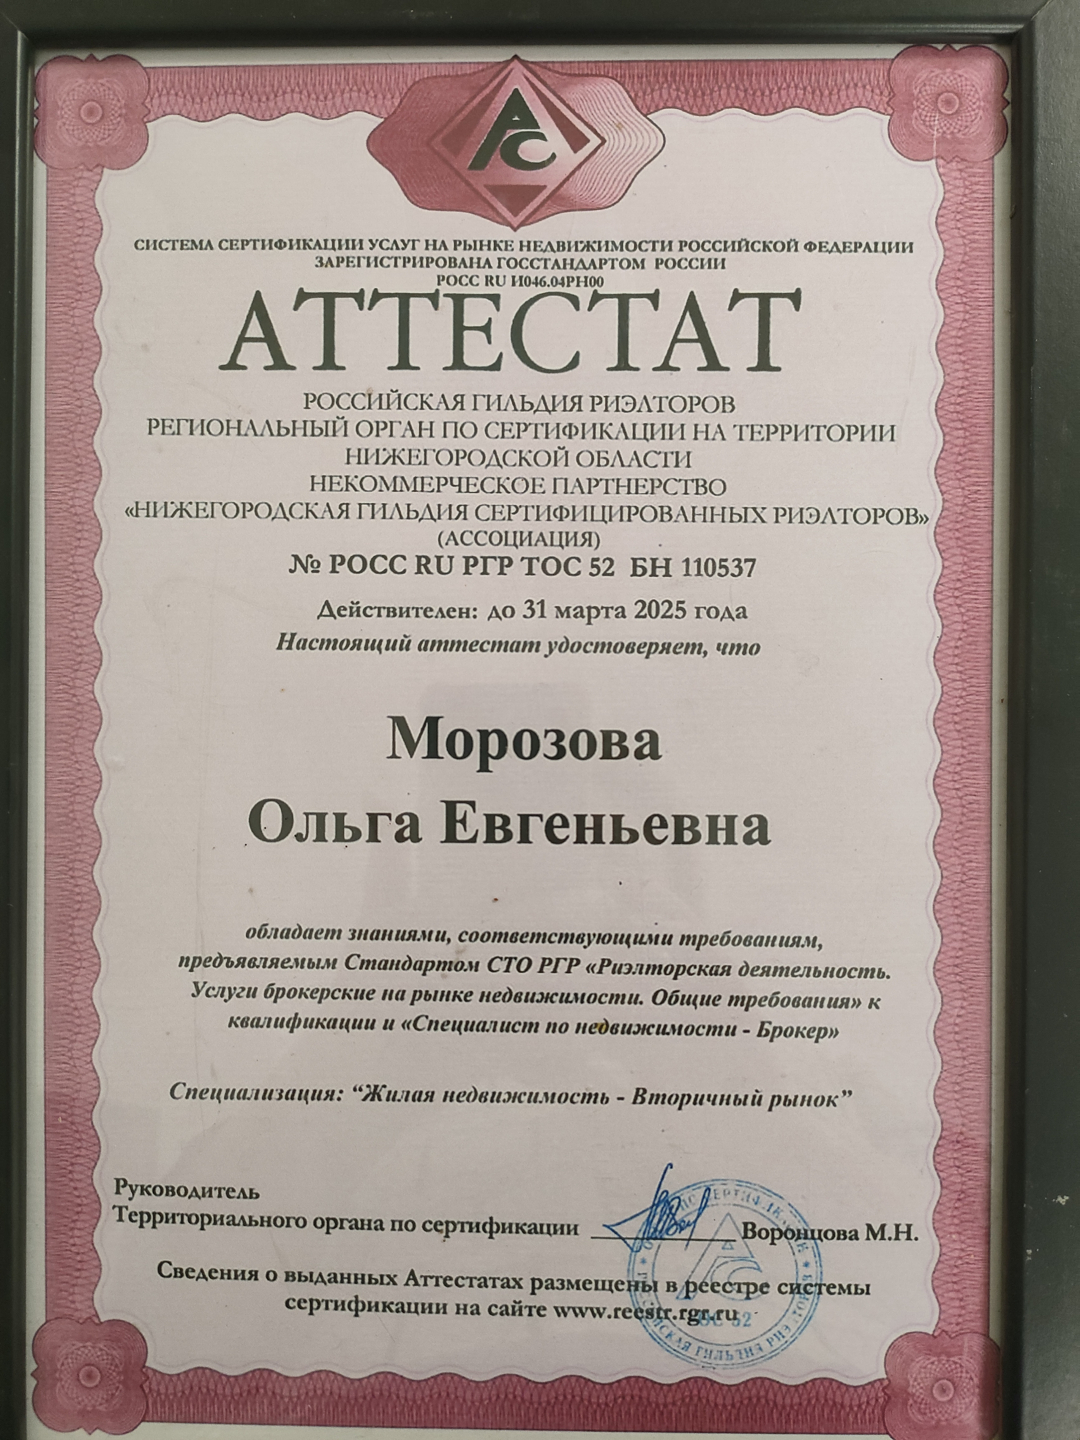 АС
СИСТЕМА СЕРТИФИКАЦИИ УСЛУГ НА РЫНКЕ НЕДВИЖИМОСТИ РОССИЙСКОЙ ФЕДЕРАЦИИ
ЗАРЕГИСТРИРОВАНА ГОССТАНДАРТОМ РОССИИ
РОСС RU И046.04РН00
АТТЕСТАТ
РОССИЙСКАЯ ГИЛЬДИЯ РИЭЛТОРОВ
РЕГИОНАЛЬНЫЙ ОРГАН ПО СЕРТИФИКАЦИИ НА ТЕРРИТОРИИ
НИЖЕГОРОДСКОЙ ОБЛАСТИ
НЕКОММЕРЧЕСКОЕ ПАРТНЕРСТВО
«НИЖЕГОРОДСКАЯ ГИЛЬДИЯ СЕРТИФИЦИРОВАННЫХ РИЭЛТОРОВ»
(АССОЦИАЦИЯ)
№ РОСС RU РГР ТОС 52 БН 110537
Действителен: до 31 марта 2025 года
Настоящий аттестат удостоверяет, что
Морозова
Ольга Евгеньевна
обладает знаниями, соответствующими требованиям,
предъявляемым Стандартом СТО РГР «Риэлторская деятельность.
Услуги брокерские на рынке недвижимости. Общие требования» к
квалификации и «Специалист по недвижимости - Брокер»
Специализация: “Жилая недвижимость - Вторичный рынок”
Руководитель
Территориального органа по сертификации Воронцова М.Н.
Сведения о выданных Аттестатах размещены в реестре системы
сертификации на сайте www.reestr.rgr.ru